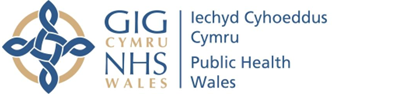 GIG
CYMRU
NHS
WALES
Iechyd Cyhoeddus
Cymru
Public Health
Wales